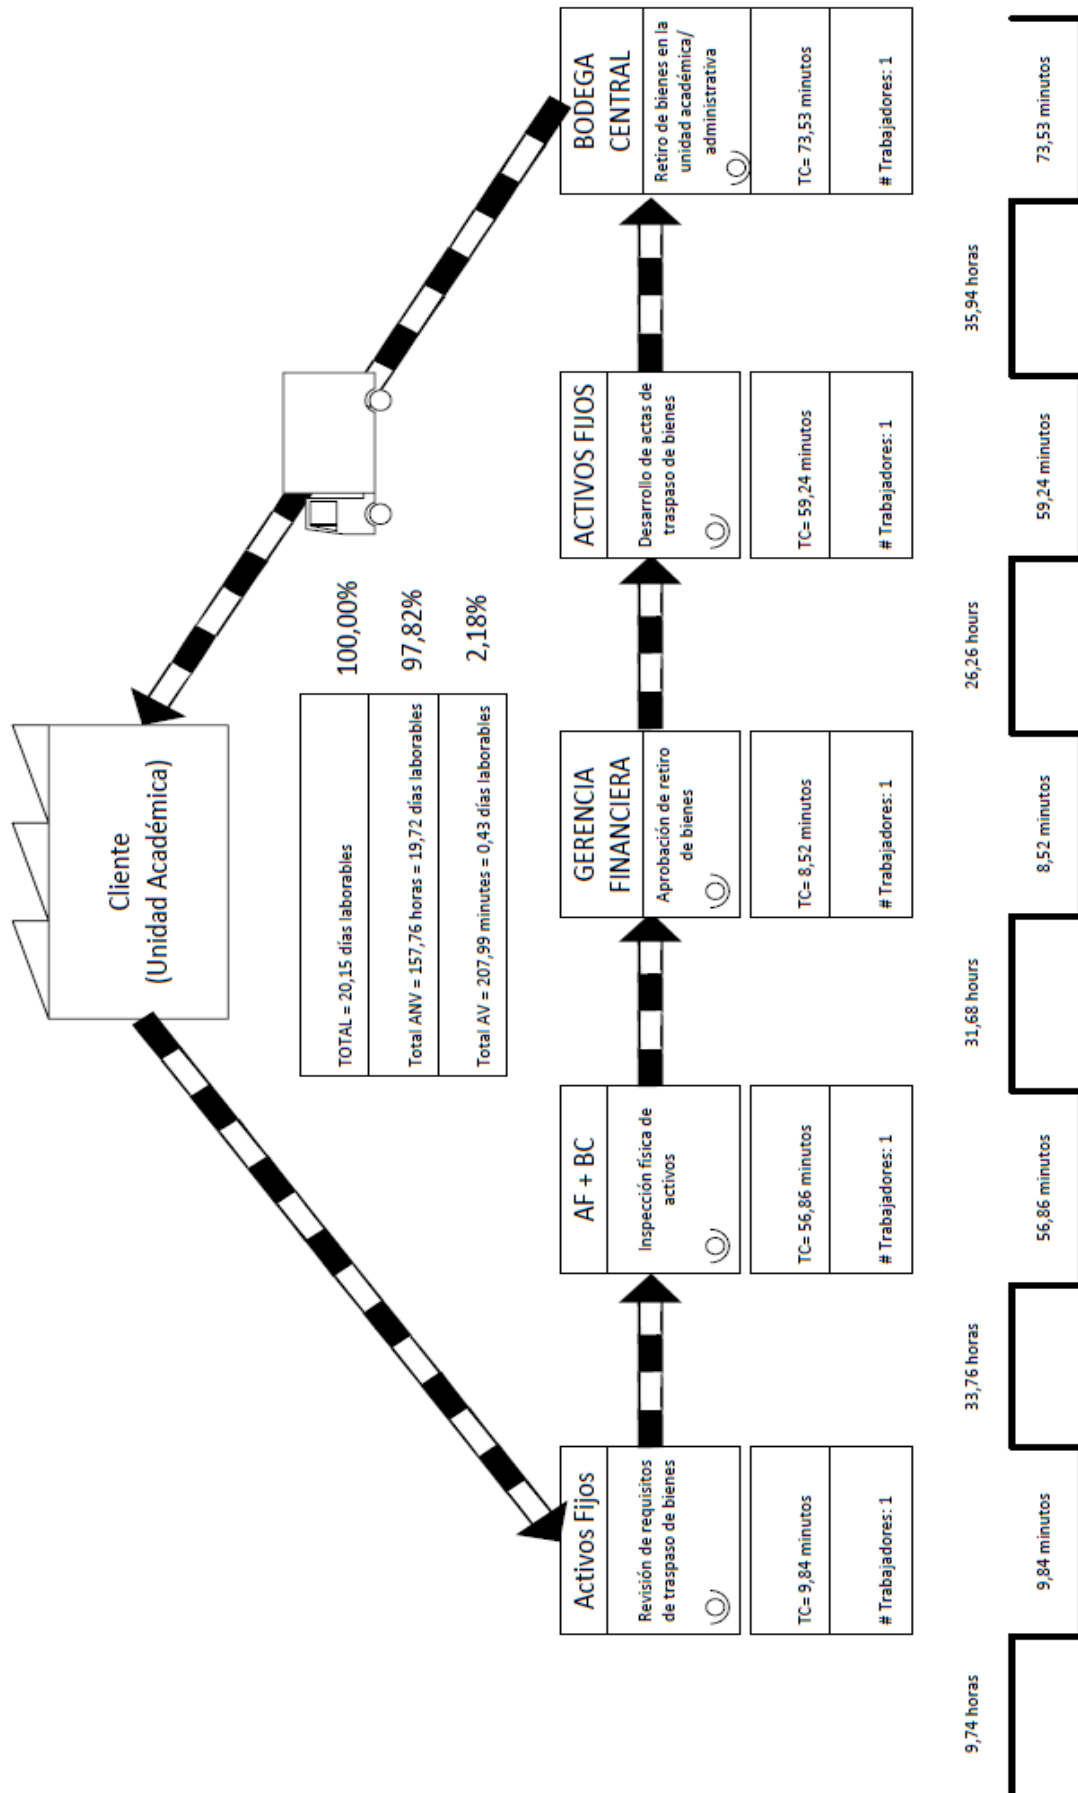 Cliente
(Unidad Académica)
TOTAL = 20,15 días laborables
100,00%
Total ANV = 157,76 horas = 19,72 días laborables
97,82%
Total AV = 207,99 minutes = 0,43 días laborables
2,18%
Activos Fijos
Revisión de requisitos
de traspaso de bienes
TC= 9,84 minutos
# Trabajadores: 1
AF + BC
Inspección física de
activos
TC= 56,86 minutos
# Trabajadores: 1
GERENCIA
FINANCIERA
Aprobación de retiro
de bienes
TC= 8,52 minutos
# Trabajadores: 1
ACTIVOS FIJOS
Desarrollo de actas de
traspaso de bienes
TC= 59,24 minutos
# Trabajadores: 1
BODEGA
CENTRAL
Retiro de bienes en la
unidad académica/
administrativa
TC= 73,53 minutos
# Trabajadores: 1
9,74 horas
9,84 minutos
33,76 horas
56,86 minutos
31,68 hours
8,52 minutos
26,26 hours
59,24 minutos
35,94 horas
73,53 minutos